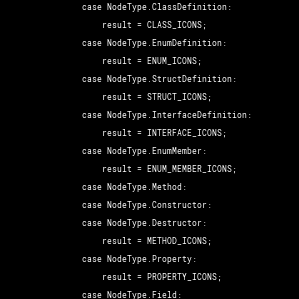 case NodeType.ClassDefinition:
result = CLASS_ICONS;
case NodeType.EnumDefinition:
result = ENUM_ICONS;
case NodeType.StructDefinition:
result = STRUCT_ICONS;
case NodeType.InterfaceDefinition:
result = INTERFACE_ICONS;
case NodeType.EnumMember:
result = ENUM_MEMBER_ICONS;
case NodeType.Method:
case NodeType.Constructor:
case NodeType.Destructor:
result = METHOD_ICONS;
case NodeType.Property:
result = PROPERTY_ICONS;
case NodeType.Field: